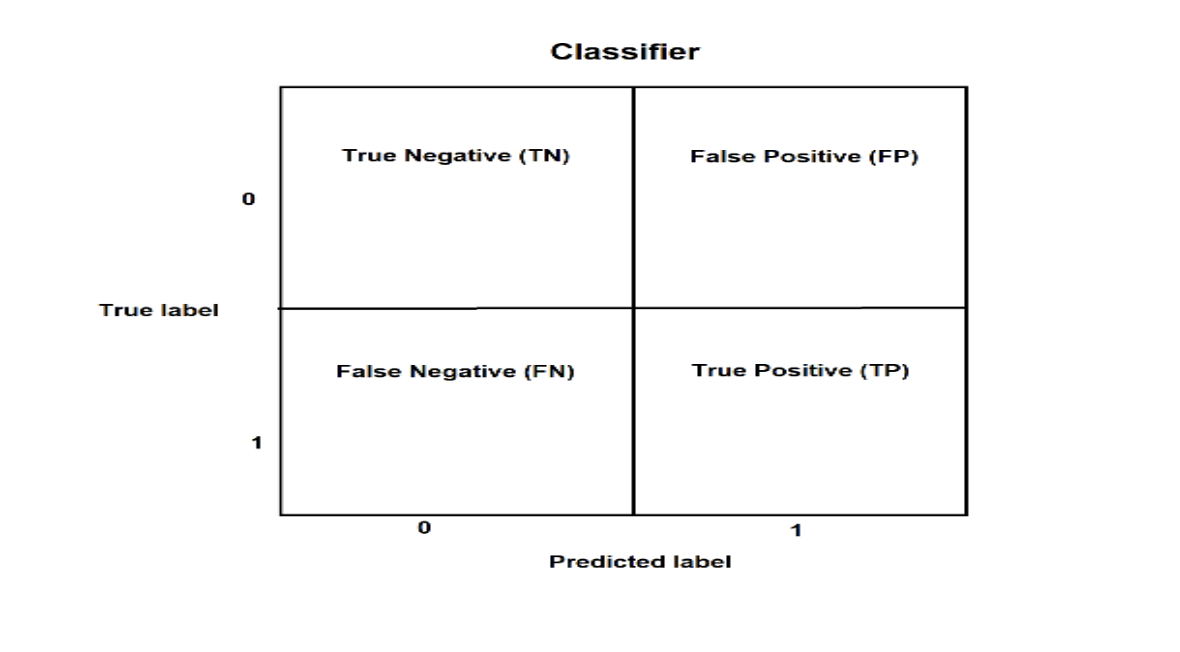 Classifier
True Negative (TN)
False Positive (FP)
0
True label
False Negative (FN)
True Positive (TP)
1
0
1
Predicted label